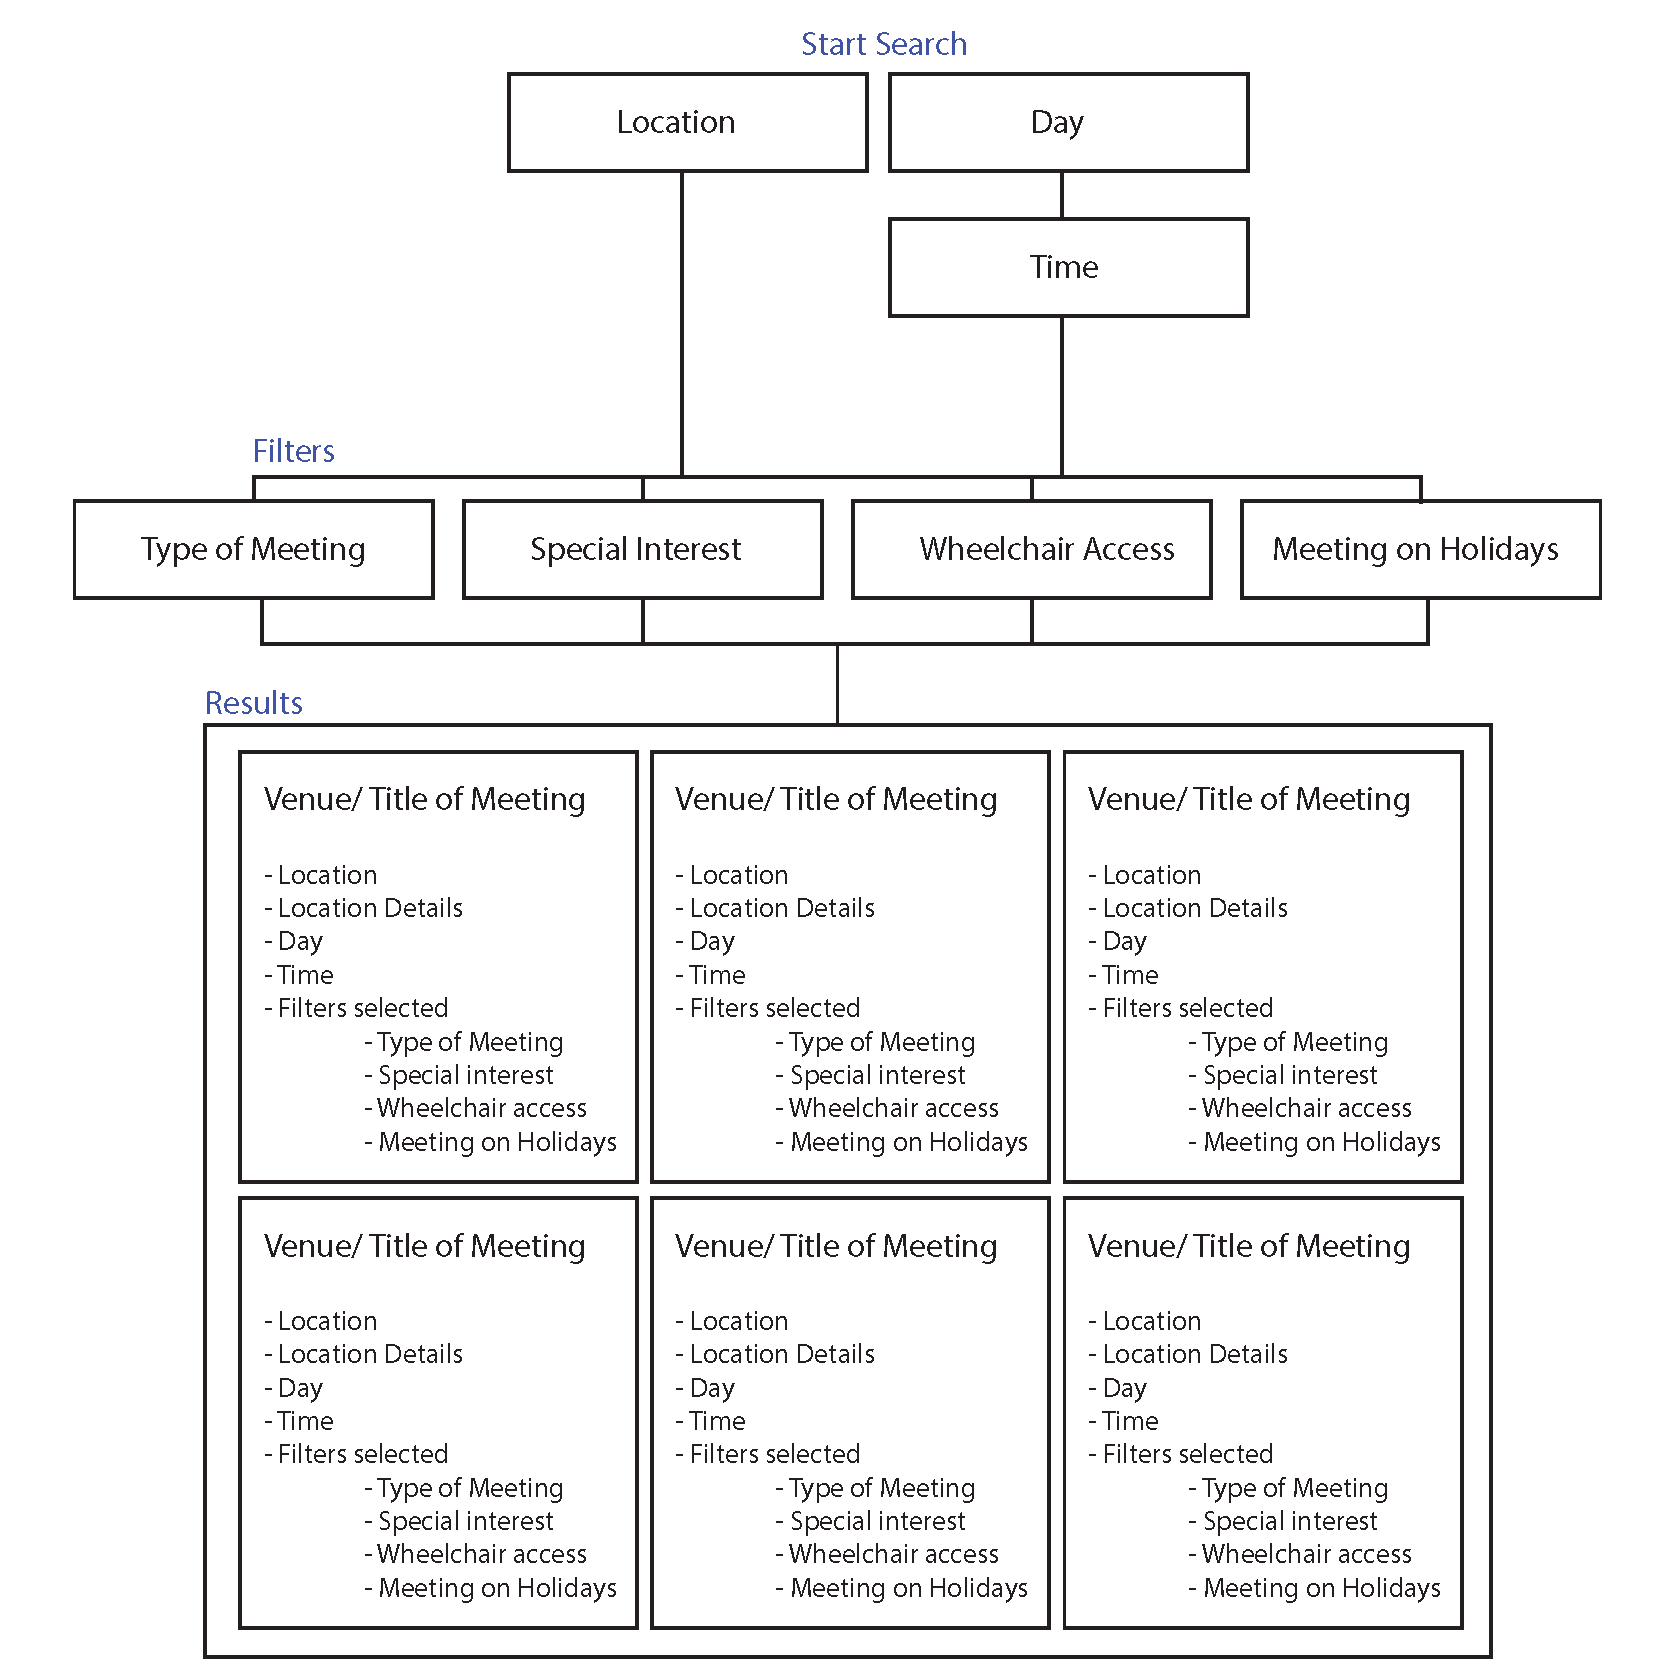 Start Search
Location
Day
Time
Filters
Type of Meeting
Special Interest
Wheelchair Access
Meeting on Holidays
Results
Venue/ Title of Meeting
- Location
- Location Details
- Day
- Time
- Filters selected
- Type of Meeting
- Special interest
- Wheelchair access
- Meeting on Holidays
Venue/ Title of Meeting
- Location
- Location Details
- Day
- Time
- Filters selected
- Type of Meeting
- Special interest
- Wheelchair access
- Meeting on Holidays
Venue/ Title of Meeting
- Location
- Location Details
- Day
- Time
- Filters selected
- Type of Meeting
- Special interest
- Wheelchair access
- Meeting on Holidays
Venue/ Title of Meeting
- Location
- Location Details
- Day
- Time
- Filters selected
- Type of Meeting
- Special interest
- Wheelchair access
- Meeting on Holidays
Venue/ Title of Meeting
- Location
- Location Details
- Day
- Time
- Filters selected
- Type of Meeting
- Special interest
- Wheelchair access
- Meeting on Holidays
Venue/ Title of Meeting
- Location
- Location Details
- Day
- Time
- Filters selected
- Type of Meeting
- Special interest
- Wheelchair access
- Meeting on Holidays